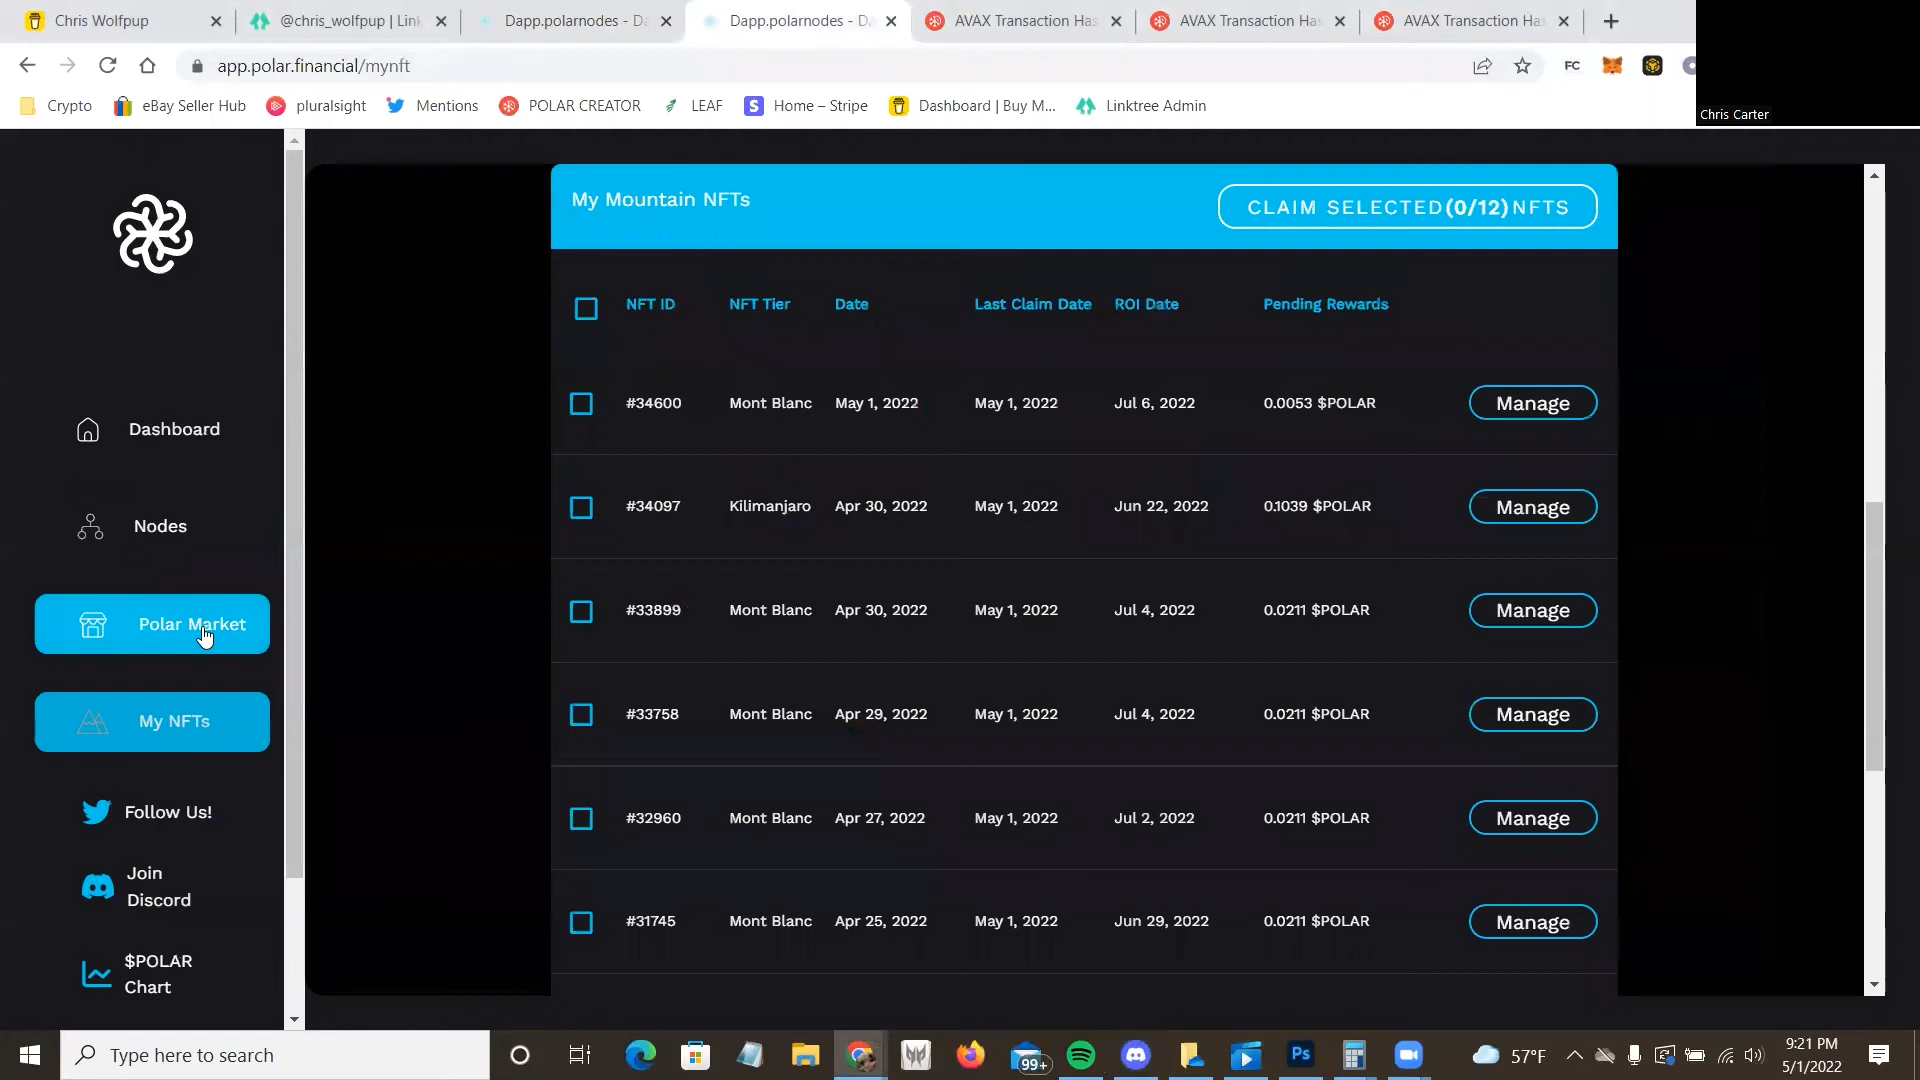 Chris Wolfpup
@chris_wolfpup | Link
Dapp.polarnodes - Da
Dapp.polarnodes - D
AVAX Transaction Has
AVAX Transaction Has
AVAX Transaction Has
app.polar.financial/mynft
FC
Crypto
eBay Seller Hub
pluralsight
Mentions
POLAR CREATOR
LEAF
S
Home – Stripe
Dashboard | Buy M...
Linktree Admin
Chris Carter
Dashboard
Nodes
Polar Market
My NFTs
Follow Us!
Join
Discord
$POLAR
Chart
My Mountain NFTs
CLAIM SELECTED(0/12)NFTS
NFT ID NFT Tier Date Last Claim Date ROI Date Pending Rewards
#34600 Mont Blanc May 1, 2022 May 1, 2022 Jul 6, 2022 0.0053 $POLAR Manage
#34097 Kilimanjaro Apr 30, 2022 May 1, 2022 Jun 22, 2022 0.1039 $POLAR Manage
#33899 Mont Blanc Apr 30, 2022 May 1, 2022 Jul 4, 2022 0.0211 $POLAR Manage
#33758 Mont Blanc Apr 29, 2022 May 1, 2022 Jul 4, 2022 0.0211 $POLAR Manage
#32960 Mont Blanc Apr 27, 2022 May 1, 2022 Jul 2, 2022 0.0211 $POLAR Manage
#31745 Mont Blanc Apr 25, 2022 May 1, 2022 Jun 29, 2022 0.0211 $POLAR Manage
Type here to search
99+
Ps
57°F
9:21 PM
5/1/2022